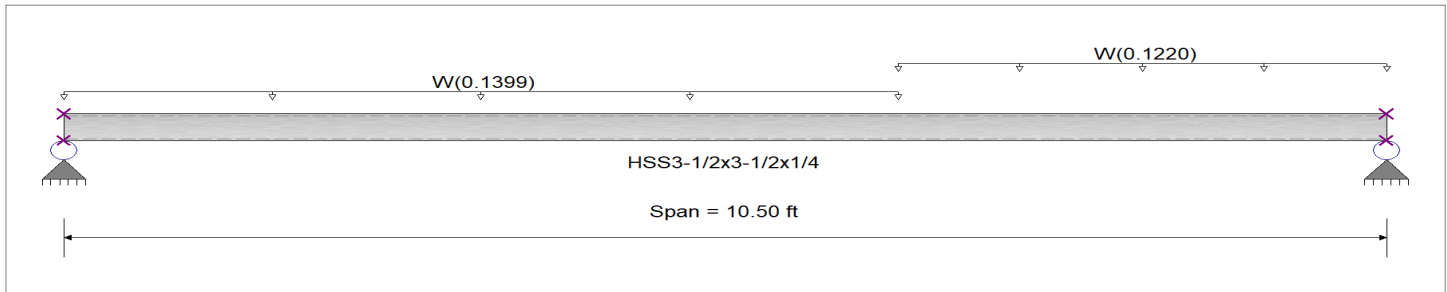 W(0.1220)
W(0.1399)
HSS3-1/2x3-1/2x1/4
Span = 10.50 ft